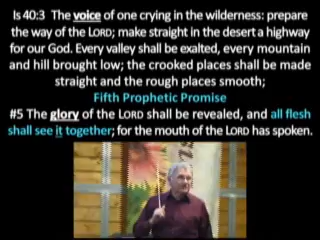 Is 40:3  The voice of one crying in the wilderness: prepare
the way of the LORD; make straight in the desert a highway
for our God. Every valley shall be exalted, every mountain
and hill brought low; the crooked places shall be made
straight and the rough places smooth;
Fifth Prophetic Promise
#5 The glory of the LORD shall be revealed, and all flesh
shall see it together; for the mouth of the LORD has spoken.